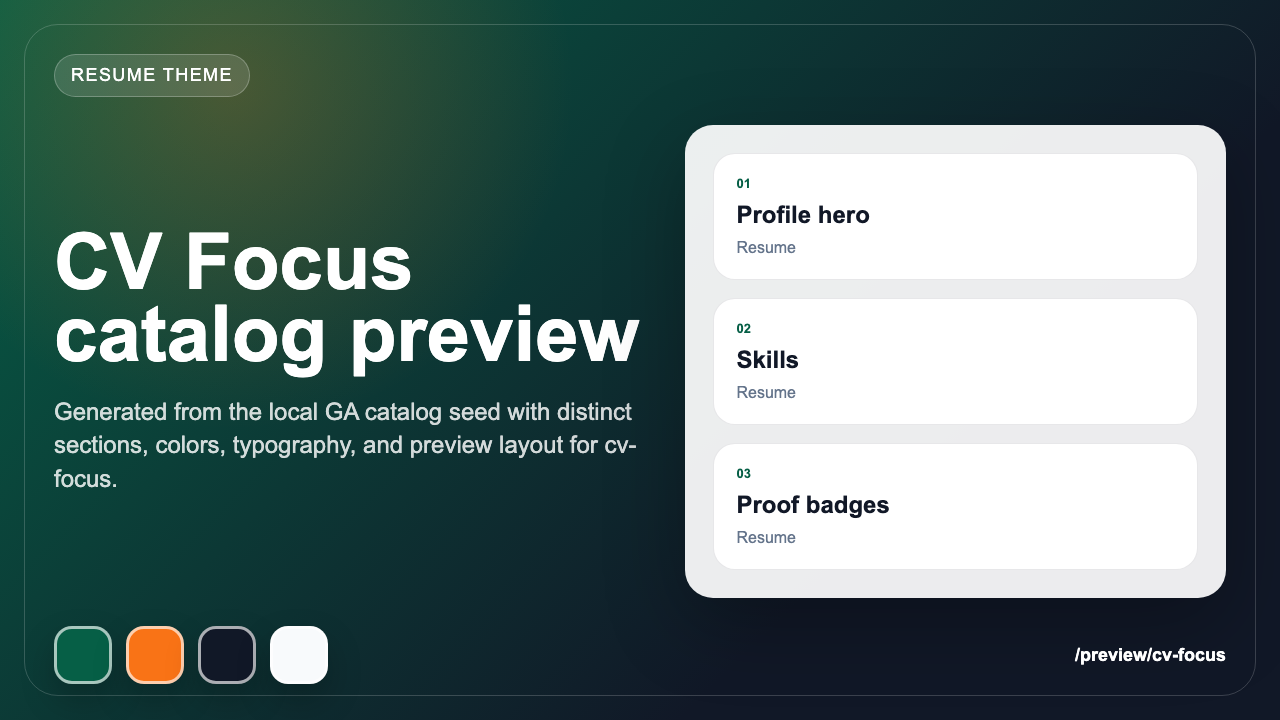 RESUME THEME
CV Focus
catalog preview
Generated from the local GA catalog seed with distinct
sections, colors, typography, and preview layout for cv-
focus.
01
Profile hero
Resume
02
Skills
Resume
03
Proof badges
Resume
/preview/cv-focus